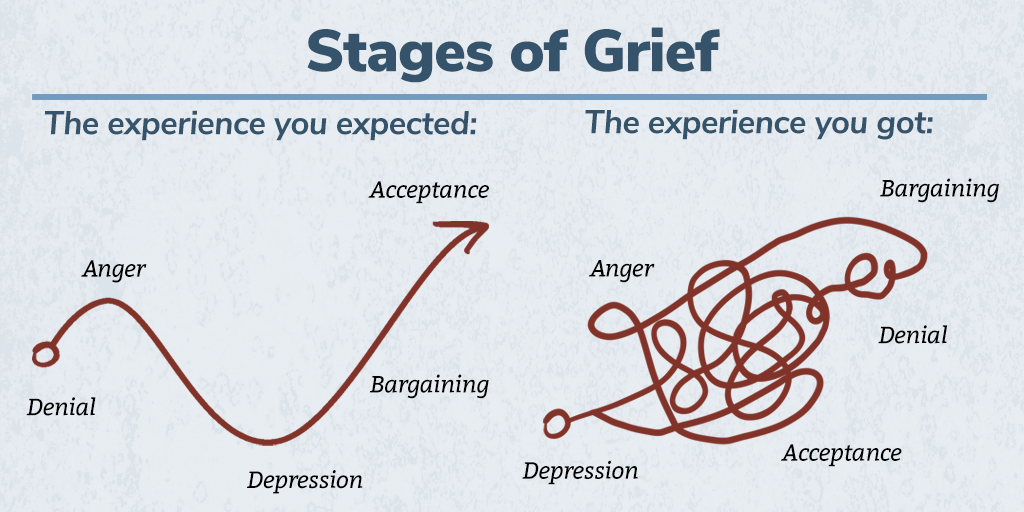 Stages of Grief
The experience you expected:
Acceptance
Anger
Bargaining
Denial
Depression
The experience you got:
Bargaining
Anger
Denial
Acceptance
Depression